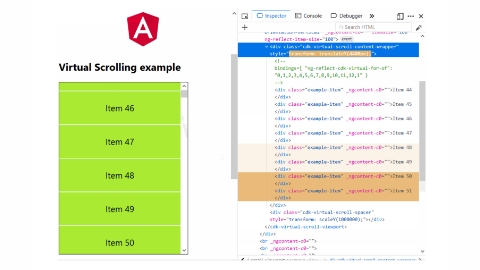 Inspector Console Debugger
Search HTML
ng-reflect-item-size="100"> event
<div class="cdk-virtual-scroll-content-wrapper"
<!--
bindings={ "ng-reflect-cdk-virtual-for-of":
"0,1,2,3,4,5,6,7,8,9,10,11,12,1" }
-->
<div class="example-item" _ngcontent-c0="">Item 44
</div>
<div class="example-item" _ngcontent-c0="">Item 45
</div>
<div class="example-item" _ngcontent-c0="">Item 46
</div>
<div class="example-item" _ngcontent-c0="">Item 47
</div>
<div class="example-item" _ngcontent-c0="">Item 48
</div>
<div class="example-item" _ngcontent-c0="">Item 49
</div>
<div class="example-item" _ngcontent-c0="">Item 50
</div>
<div class="example-item" _ngcontent-c0="">Item 51
</div>
</div>
<div class="cdk-virtual-scroll-spacer"
style="transform: scaleY(1000000);"></div>
</cdk-virtual-scroll-viewport>
<br _ngcontent-c0="">
<br _ngcontent-c0="">
A
Virtual Scrolling example
Item 46
Item 47
Item 48
Item 49
Item 50